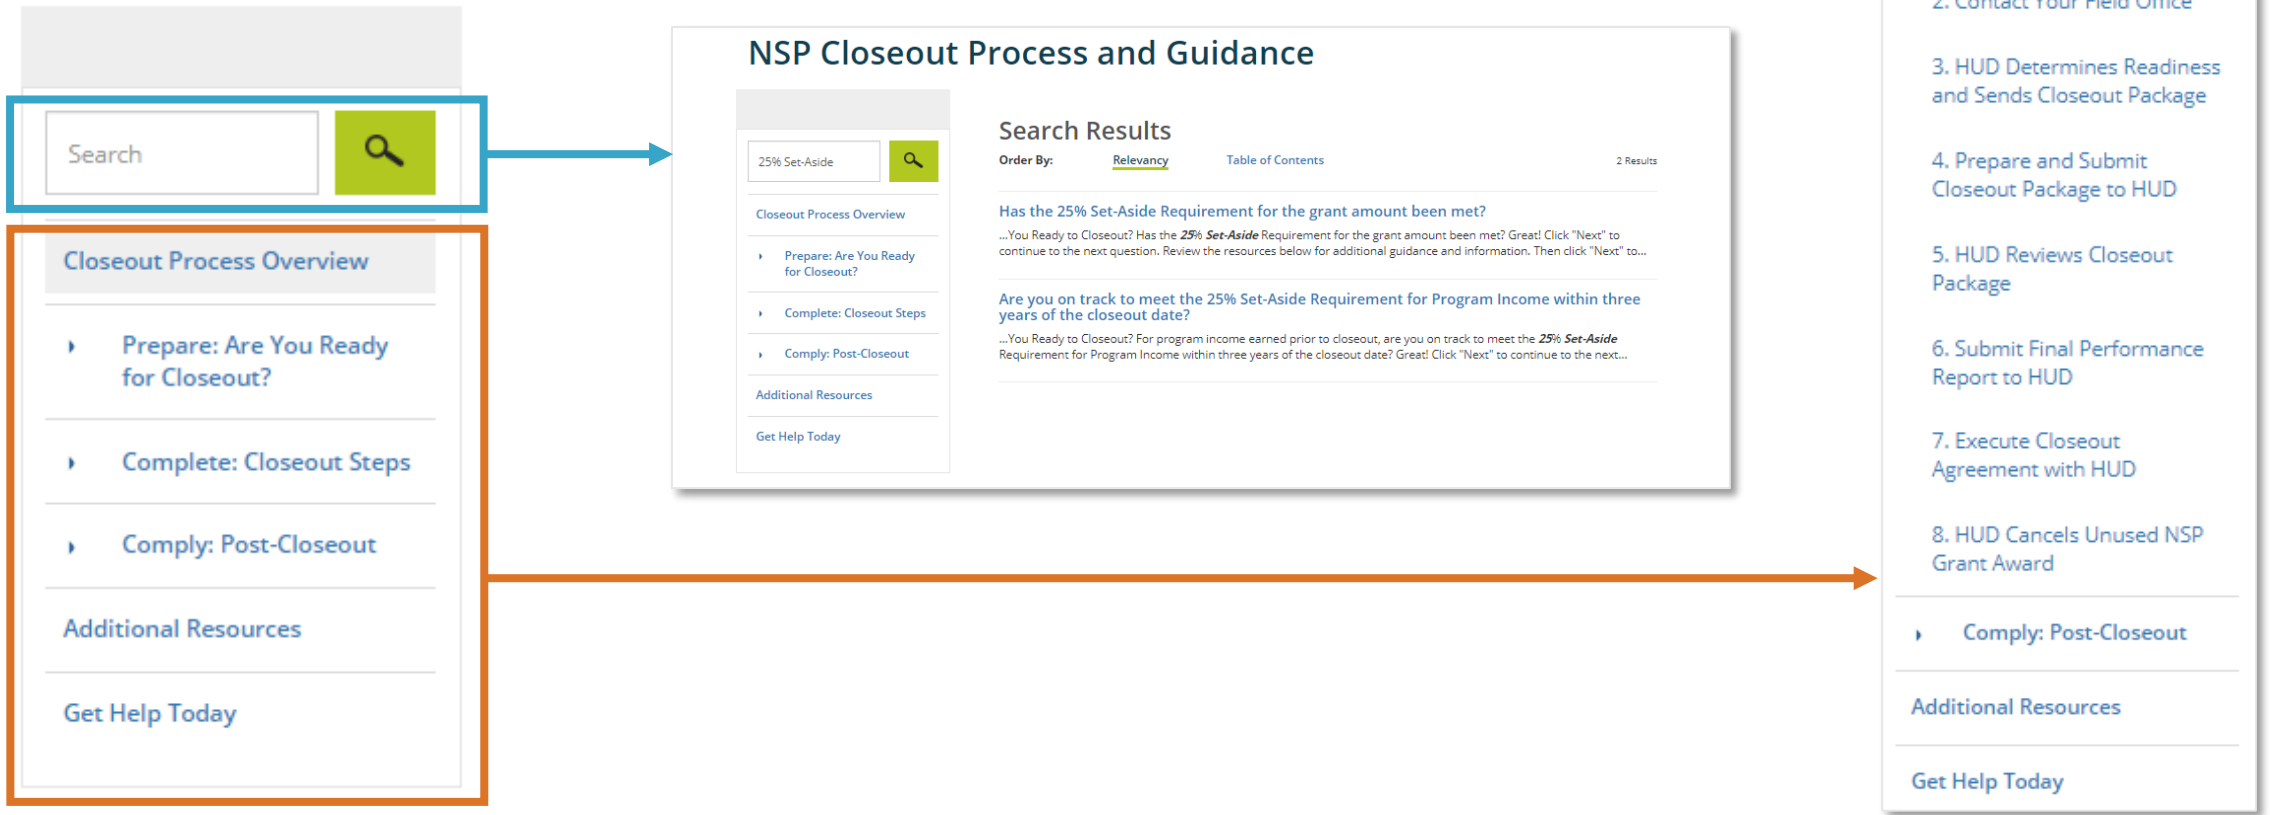 Search
Closeout Process Overview
Prepare: Are You Ready
for Closeout?
Complete: Closeout Steps
Comply: Post-Closeout
Additional Resources
Get Help Today
NSP Closeout Process and Guidance
25% Set-Aside
Closeout Process Overview
Prepare: Are You Ready
for Closeout?
Complete: Closeout Steps
Comply: Post-Closeout
Additional Resources
Get Help Today
Search Results
Order By: Relevancy Table of Contents 2 Results
Has the 25% Set-Aside Requirement for the grant amount been met?
...You Ready to Closeout? Has the 25% Set-Aside Requirement for the grant amount been met? Great! Click "Next" to
continue to the next question. Review the resources below for additional guidance and information. Then click "Next" to...
Are you on track to meet the 25% Set-Aside Requirement for Program Income within three
years of the closeout date?
...You Ready to Closeout? For program income earned prior to closeout, are you on track to meet the 25% Set-Aside
Requirement for Program Income within three years of the closeout date? Great! Click "Next" to continue to the next...
2. Contact Your Field Office
3. HUD Determines Readiness
and Sends Closeout Package
4. Prepare and Submit
Closeout Package to HUD
5. HUD Reviews Closeout
Package
6. Submit Final Performance
Report to HUD
7. Execute Closeout
Agreement with HUD
8. HUD Cancels Unused NSP
Grant Award
Comply: Post-Closeout
Additional Resources
Get Help Today